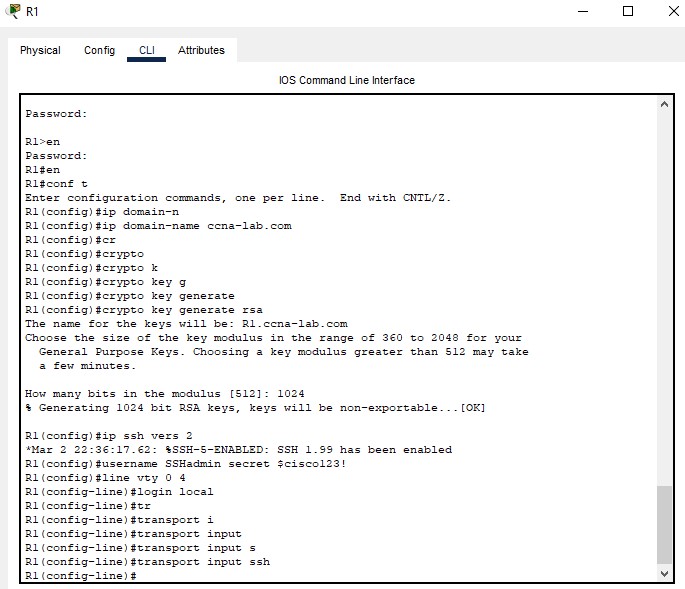 R1
Physical Config CLI Attributes
IOS Command Line Interface
Password:
R1>en
Password:
R1#en
R1#conf t
Enter configuration commands, one per line.  End with CNTL/Z.
R1(config)#ip domain-n
R1(config)#ip domain-name ccna-lab.com
R1(config)#cr
R1(config)#crypto
R1(config)#crypto k
R1(config)#crypto key g
R1(config)#crypto key generate
R1(config)#crypto key generate rsa
The name for the keys will be: R1.ccna-lab.com
Choose the size of the key modulus in the range of 360 to 2048 for your
General Purpose Keys. Choosing a key modulus greater than 512 may take
a few minutes.
How many bits in the modulus [512]: 1024
% Generating 1024 bit RSA keys, keys will be non-exportable...[OK]
R1(config)#ip ssh vers 2
*Mar 2 22:36:17.62: %SSH-5-ENABLED: SSH 1.99 has been enabled
R1(config)#username SSHadmin secret $cisco123!
R1(config)#line vty 0 4
R1(config-line)#login local
R1(config-line)#tr
R1(config-line)#transport i
R1(config-line)#transport input
R1(config-line)#transport input s
R1(config-line)#transport input ssh
R1(config-line)#